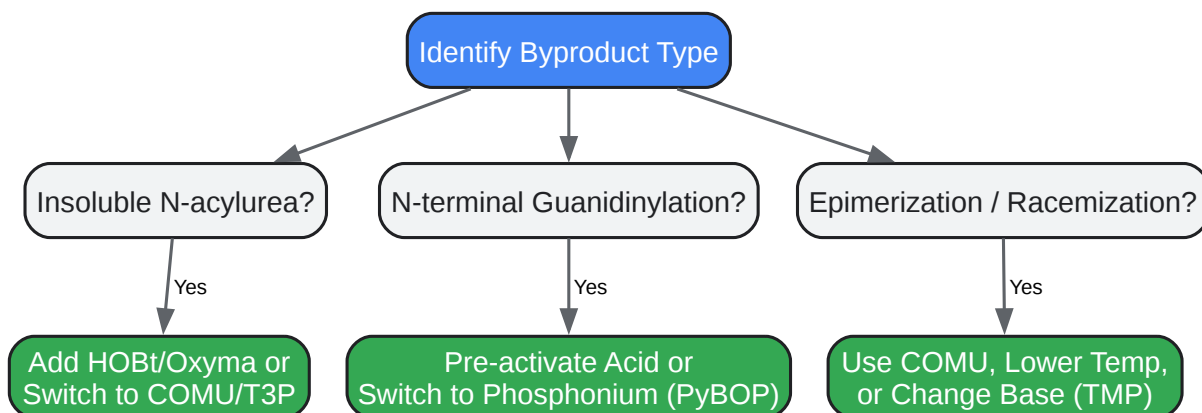 Identify Byproduct Type
Insoluble N-acylurea?
N-terminal Guanidinylation?
Epimerization / Racemization?
Yes
Yes
Yes
Add HOBt/Oxyma or
Switch to COMU/T3P
Pre-activate Acid or
Switch to Phosphonium (PyBOP)
Use COMU, Lower Temp,
or Change Base (TMP)